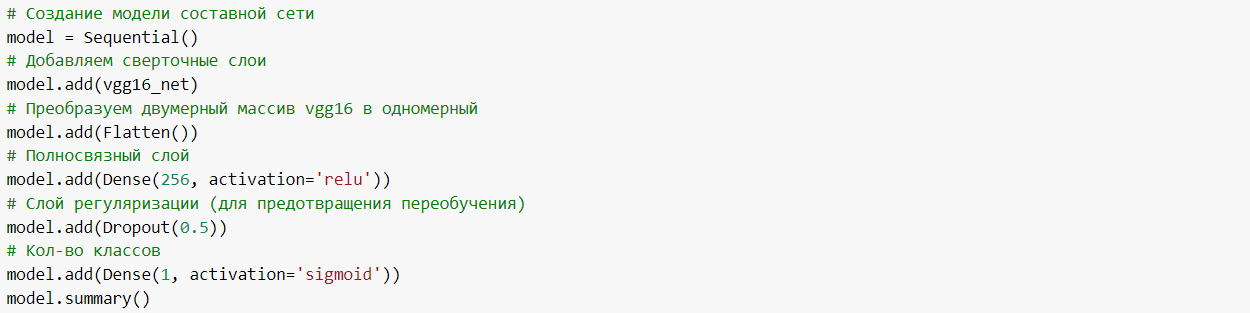 # Создание модели составной сети
model = Sequential()
# Добавляем сверточные слои
model.add(vgg16_net)
# Преобразуем двумерный массив vgg16 в одномерный
model.add(Flatten())
# Полносвязный слой
model.add(Dense(256, activation='relu'))
# Слой регуляризации (для предотвращения переобучения)
model.add(Dropout(0.5))
# Кол-во классов
model.add(Dense(1, activation='sigmoid'))
model.summary()